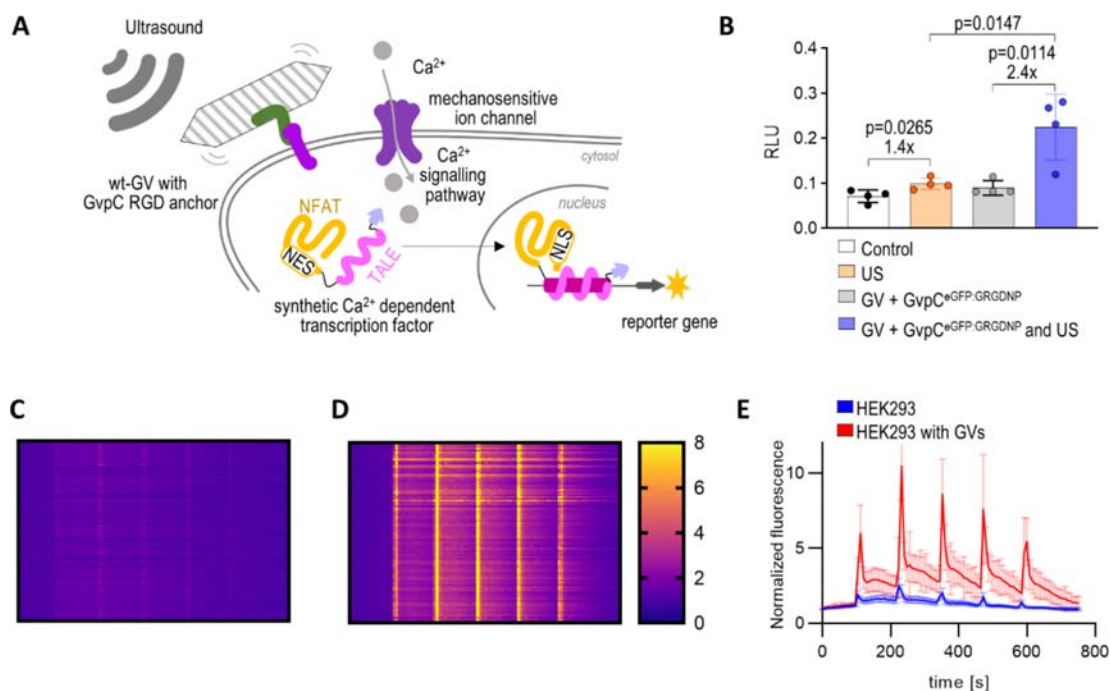 A
Ultrasound
Ca2+
mechanosensitive
ion channel
cytosol
Ca2+
signalling
pathway
wt-GV with
GvpC RGD anchor
nucleus
NFAT
NES
TALE
NLS
synthetic Ca2+ dependent
transcription factor
reporter gene
B
p=0.0147
p=0.0114
2.4x
p=0.0265
1.4x
RLU
0.4
0.3
0.2
0.1
0.0
Control
US
GV + GvpCeGFP:GRGDNP
GV + GvpCeGFP:GRGDNP and US
C
D
8
6
4
2
0
E
HEK293
HEK293 with GVs
Normalized fluorescence
10
5
0
0 200 400 600 800
time [s]